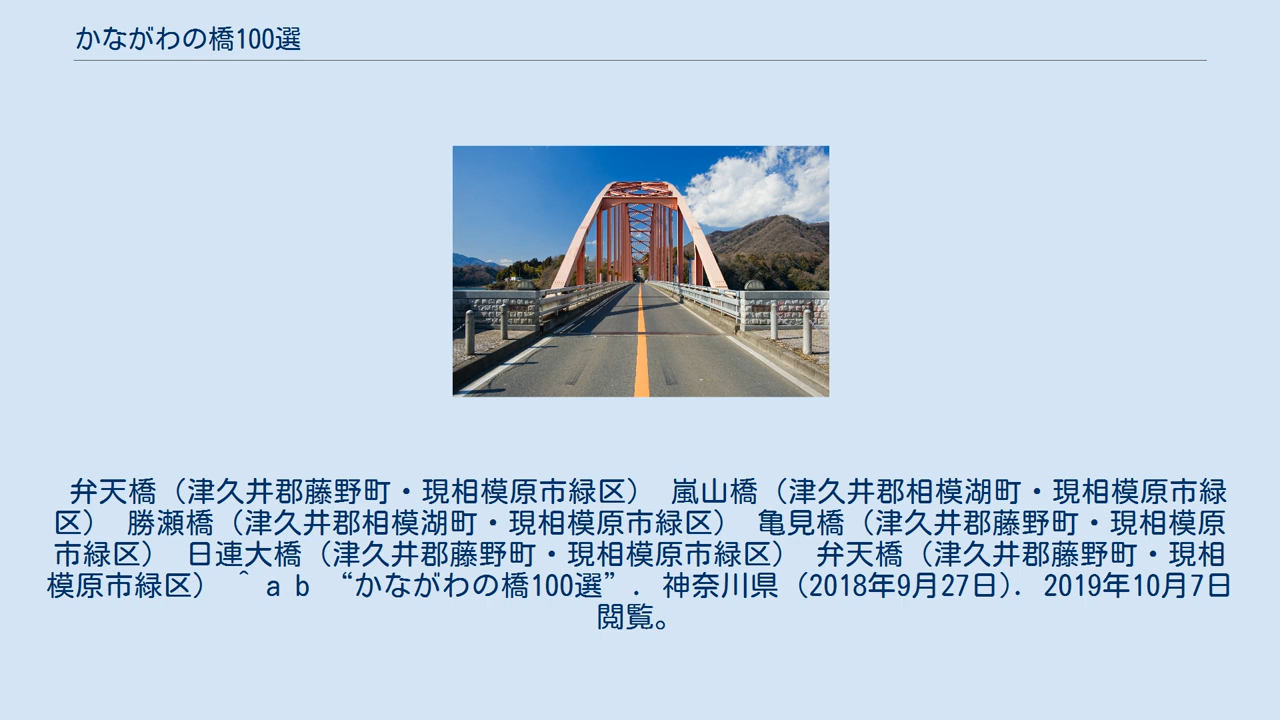 かながわの橋100選
弁天橋（津久井郡藤野町・現相模原市緑区） 嵐山橋（津久井郡相模湖町・現相模原市緑
区） 勝瀬橋（津久井郡相模湖町・現相模原市緑区） 亀見橋（津久井郡藤野町・現相模原
市緑区） 日連大橋（津久井郡藤野町・現相模原市緑区） 弁天橋（津久井郡藤野町・現相
模原市緑区） ^ a b “かながわの橋100選”. 神奈川県 (2018年9月27日). 2019年10月7日
閲覧。